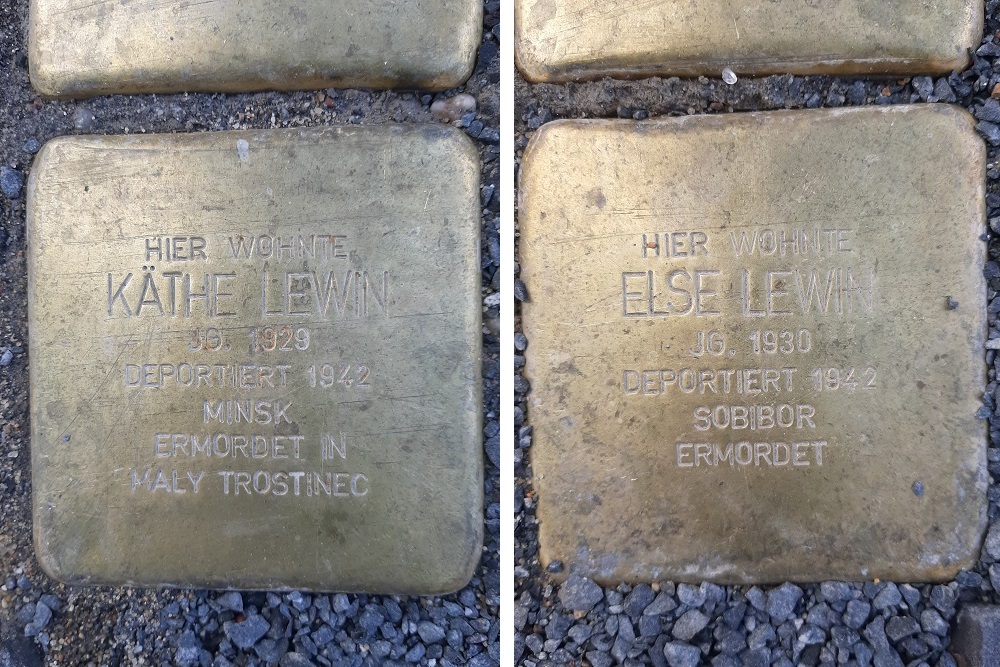 HIER WOHNTE
KÄTHE LEWIN
JG. 1929
DEPORTIERT 1942
MINSK
ERMORDET IN
MALY TROSTINEC
HIER WOHNTE
ELSE LEWIN
JG. 1930
DEPORTIERT 1942
SOBIBOR
ERMORDET